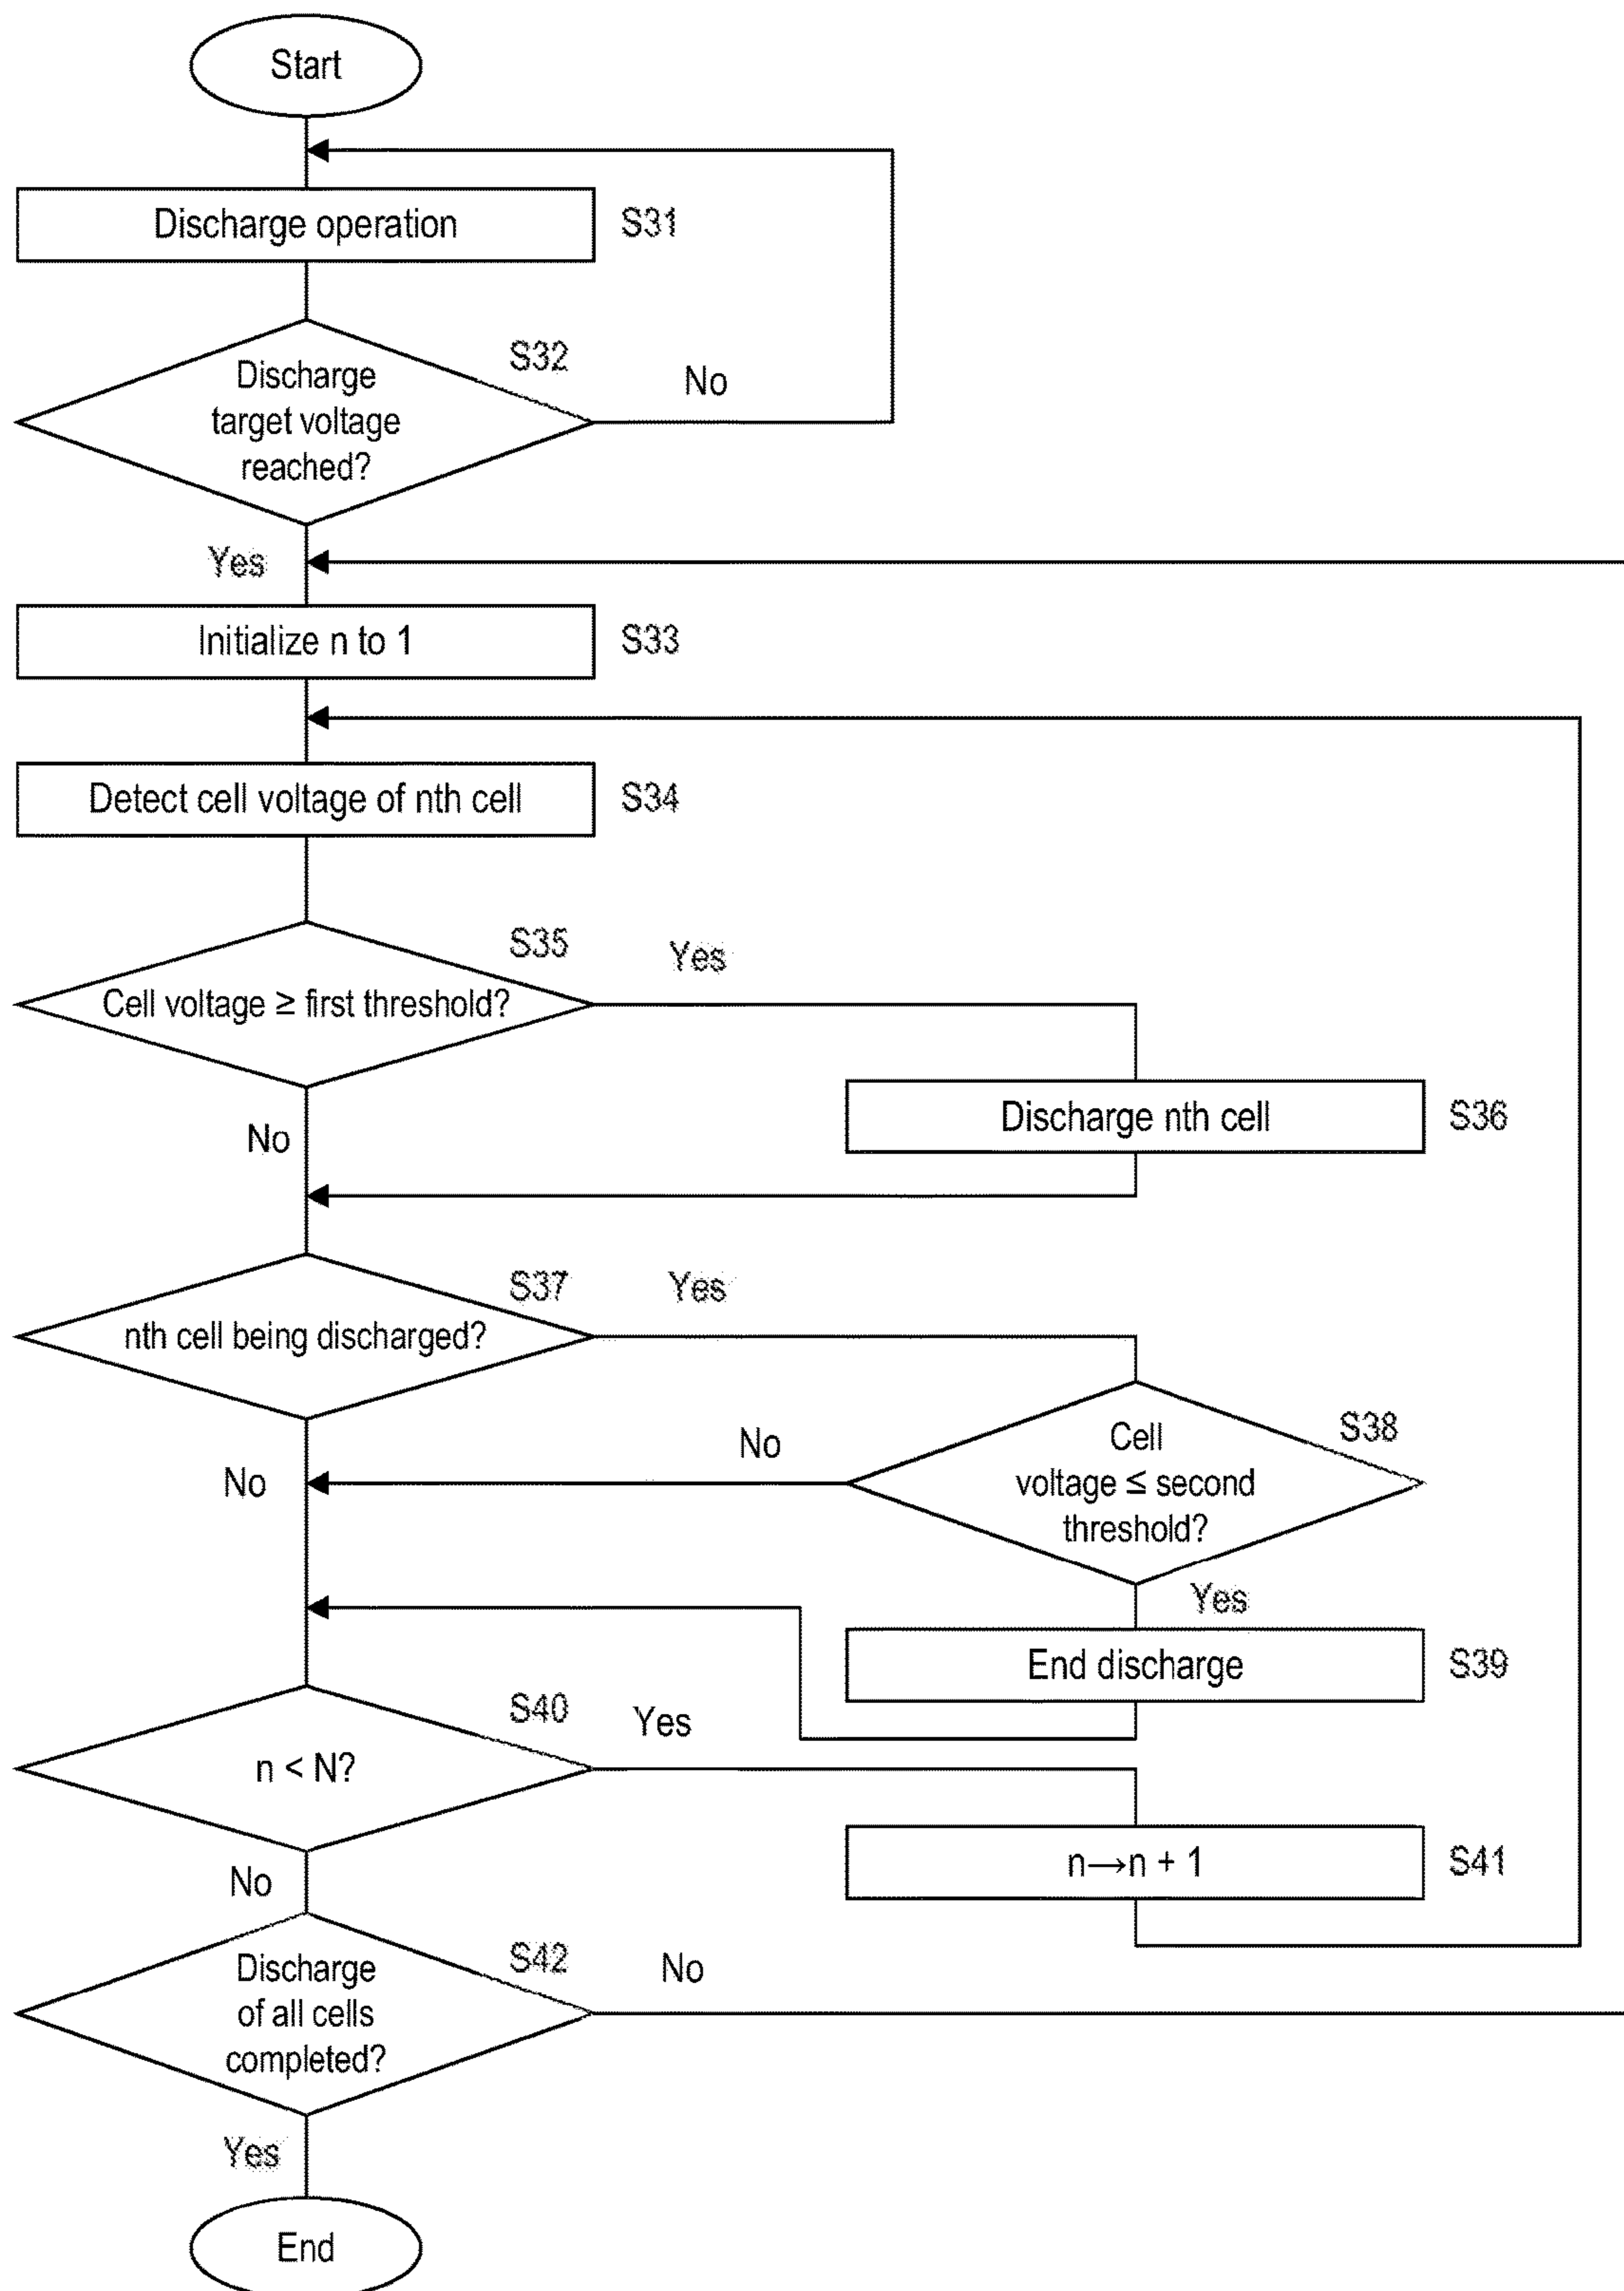 Start
Discharge operation
S31
S32
Discharge
target voltage
reached?
No
Yes
Initialize n to 1
S33
Detect cell voltage of nth cell
S34
S35
Yes
Cell voltage ≥ first threshold?
Discharge nth cell
S36
No
S37
Yes
nth cell being discharged?
S38
No
Cell
voltage ≤ second
threshold?
No
Yes
End discharge
S39
S40
Yes
n < N?
n→n + 1
S41
No
S42
No
Discharge
of all cells
completed?
Yes
End